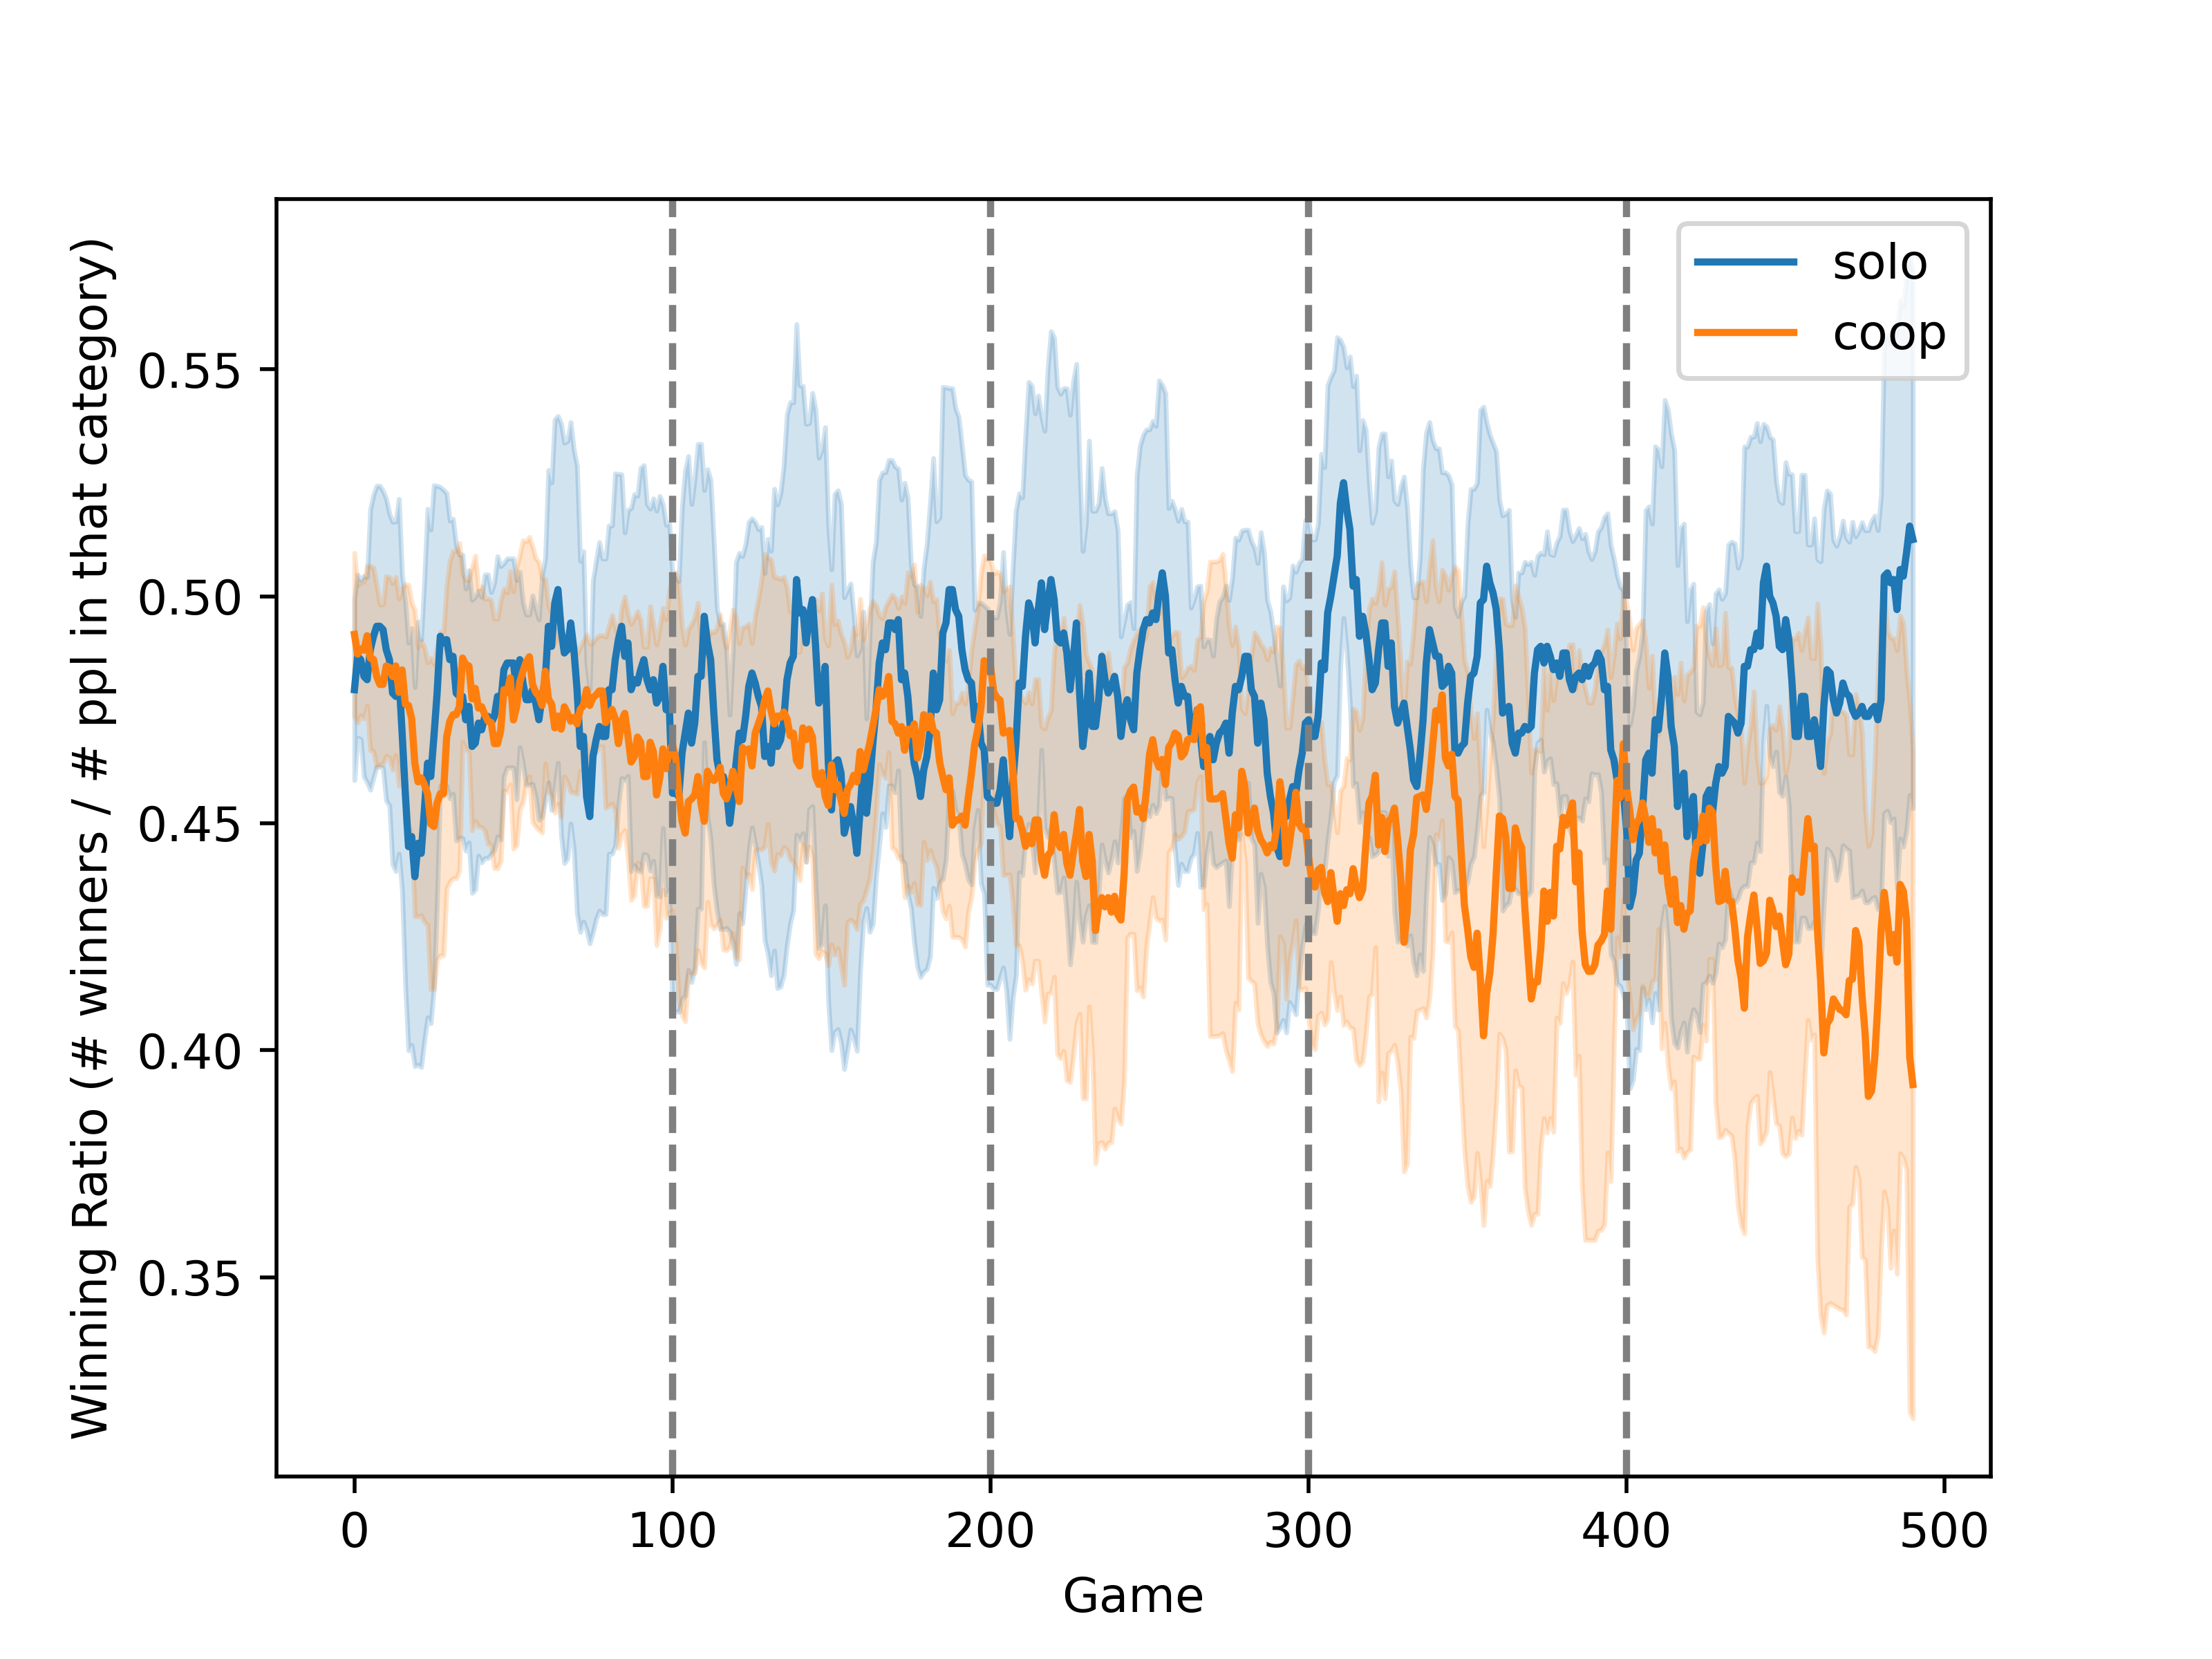 solo
coop
Winning Ratio (# winners / # ppl in that category)
0.55
0.50
0.45
0.40
0.35
0 100 200 300 400 500
Game